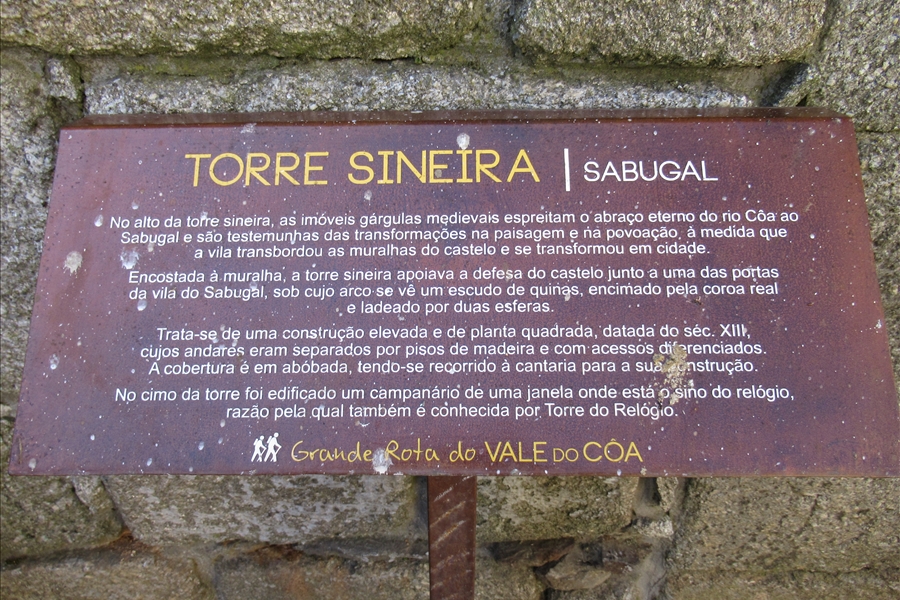 TORRE SINEIRA | SABUGAL
No alto da torre sineira, as imóveis gárgulas medievais espreitam o abraço eterno do rio Côa ao
Sabugal e são testemunhas das transformações na paisagem e na povoação, à medida que
a vila transbordou as muralhas do castelo e se transformou em cidade.
Encostada à muralha, a torre sineira apoiava a defesa do castelo junto a uma das portas
da vila do Sabugal, sob cujo arco se vê um escudo de quinas, encimado pela coroa real
e ladeado por duas esferas.
Trata-se de uma construção elevada e de planta quadrada, datada do séc. XIII,
cujos andares eram separados por pisos de madeira e com acessos diferenciados.
A cobertura é em abóbada, tendo-se recorrido à cantaria para a sua construção.
No cimo da torre foi edificado um campanário de uma janela onde está o sino do relógio,
razão pela qual também é conhecida por Torre do Relógio.
Grande Rota do VALE DO CÔA